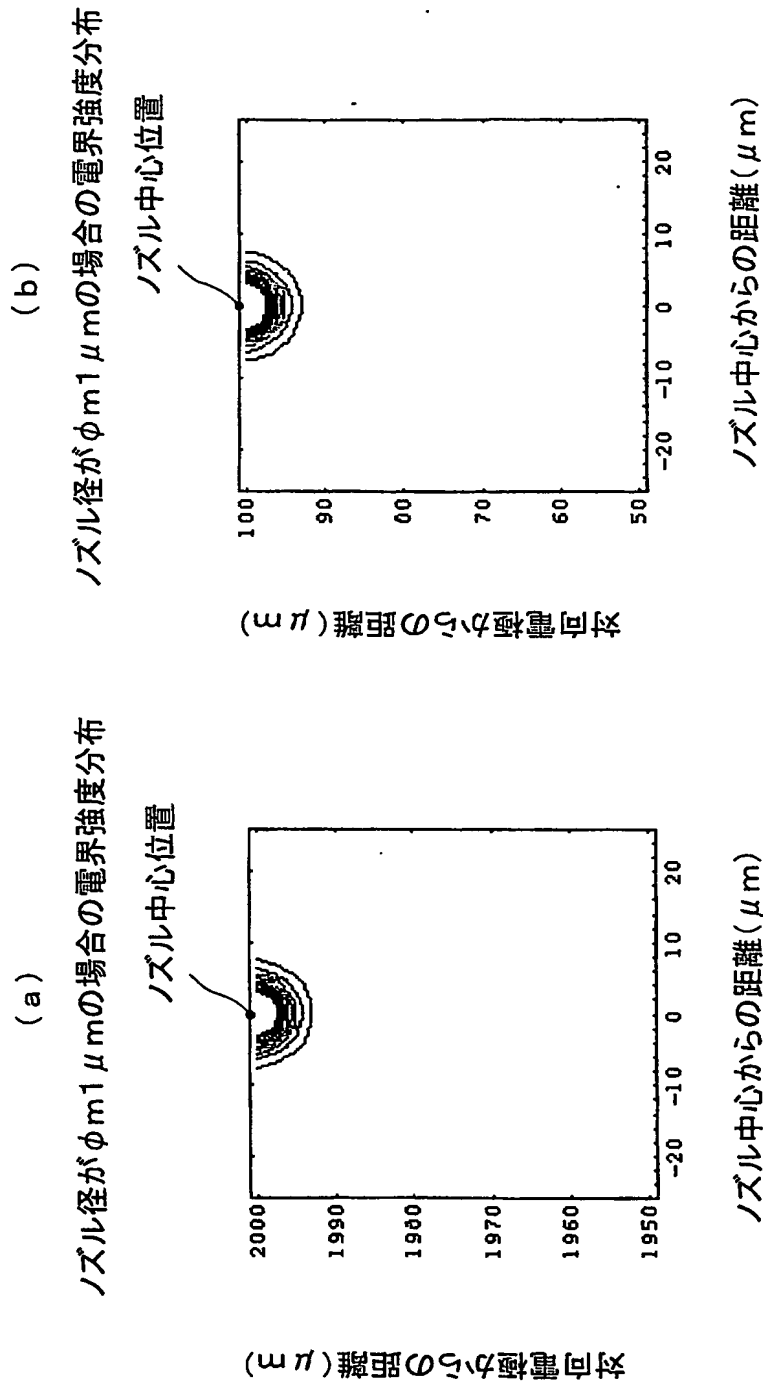 (a)
ノズル径がφm1μmの場合の電界強度分布
ノズル中心位置
対向電極からの距離(μm)
2000
1990
1980
1970
1960
1950
-20
-10
0
10
20
ノズル中心からの距離(μm)
(b)
ノズル径がφm1μmの場合の電界強度分布
ノズル中心位置
対向電極からの距離(μm)
100
90
80
70
60
50
-20
-10
0
10
20
ノズル中心からの距離(μm)